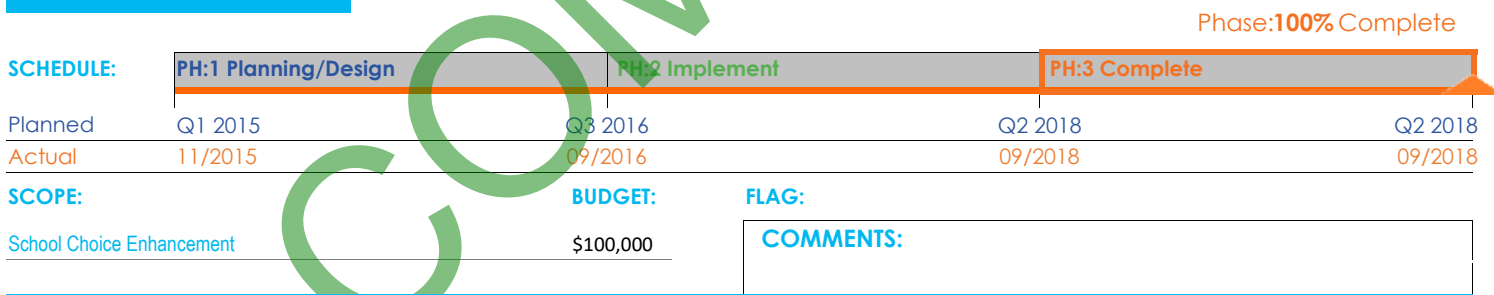 Phase:100% Complete
SCHEDULE: PH:1 Planning/Design PH:2 Implement PH:3 Complete
Planned Q1 2015 Q3 2016 Q2 2018 Q2 2018
Actual 11/2015 09/2016 09/2018 09/2018
SCOPE: BUDGET: FLAG:
School Choice Enhancement $100,000 COMMENTS:
COM